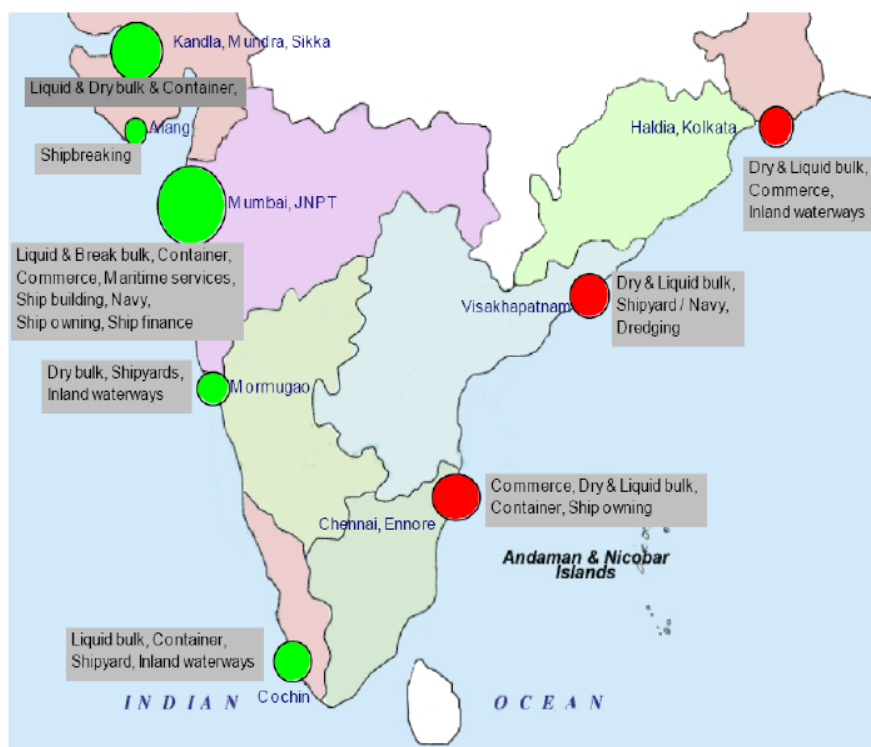 Kandla, Mundra, Sikka
Liquid & Dry bulk & Container,
Alang
Shipbreaking
Haldia, Kolkata
Dry & Liquid bulk,
Commerce,
Inland waterways
Mumbai, JNPT
Liquid & Break bulk, Container,
Commerce, Maritime services,
Ship building, Navy,
Ship owning, Ship finance
Visakhapatnam
Dry & Liquid bulk,
Shipyard / Navy,
Dredging
Dry bulk, Shipyards,
Inland waterways
Mormugao
Commerce, Dry & Liquid bulk,
Container, Ship owning
Chennai, Ennore
Andaman & Nicobar
Islands
Liquid bulk, Container,
Shipyard, Inland waterways
Cochin
INDIAN OCEAN